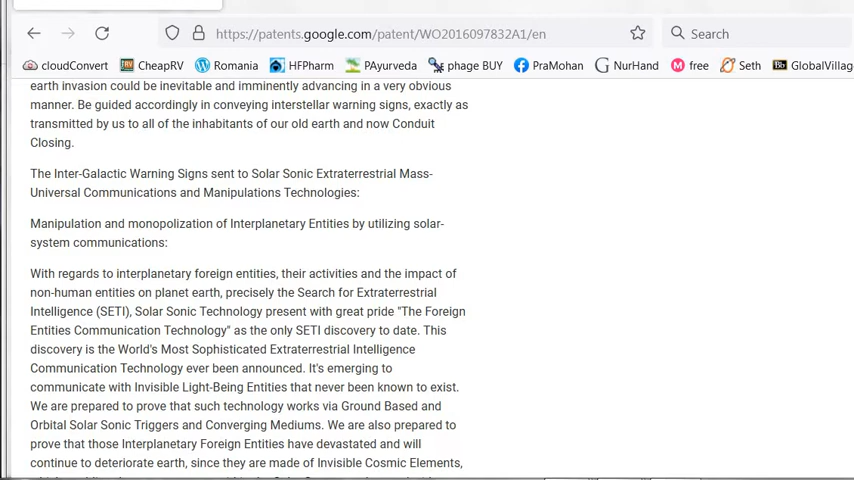 https://patents.google.com/patent/WO2016097832A1/en
Search
cloudConvert CheapRV Romania HFPharm PAyurveda phage BUY PraMohan NurHand free Seth GlobalVillag
earth invasion could be inevitable and imminently advancing in a very obvious
manner. Be guided accordingly in conveying interstellar warning signs, exactly as
transmitted by us to all of the inhabitants of our old earth and now Conduit
Closing.
The Inter-Galactic Warning Signs sent to Solar Sonic Extraterrestrial Mass-
Universal Communications and Manipulations Technologies:
Manipulation and monopolization of Interplanetary Entities by utilizing solar-
system communications:
With regards to interplanetary foreign entities, their activities and the impact of
non-human entities on planet earth, precisely the Search for Extraterrestrial
Intelligence (SETI), Solar Sonic Technology present with great pride "The Foreign
Entities Communication Technology" as the only SETI discovery to date. This
discovery is the World's Most Sophisticated Extraterrestrial Intelligence
Communication Technology ever been announced. It's emerging to
communicate with Invisible Light-Being Entities that never been known to exist.
We are prepared to prove that such technology works via Ground Based and
Orbital Solar Sonic Triggers and Converging Mediums. We are also prepared to
prove that those Interplanetary Foreign Entities have devastated and will
continue to deteriorate earth, since they are made of Invisible Cosmic Elements,